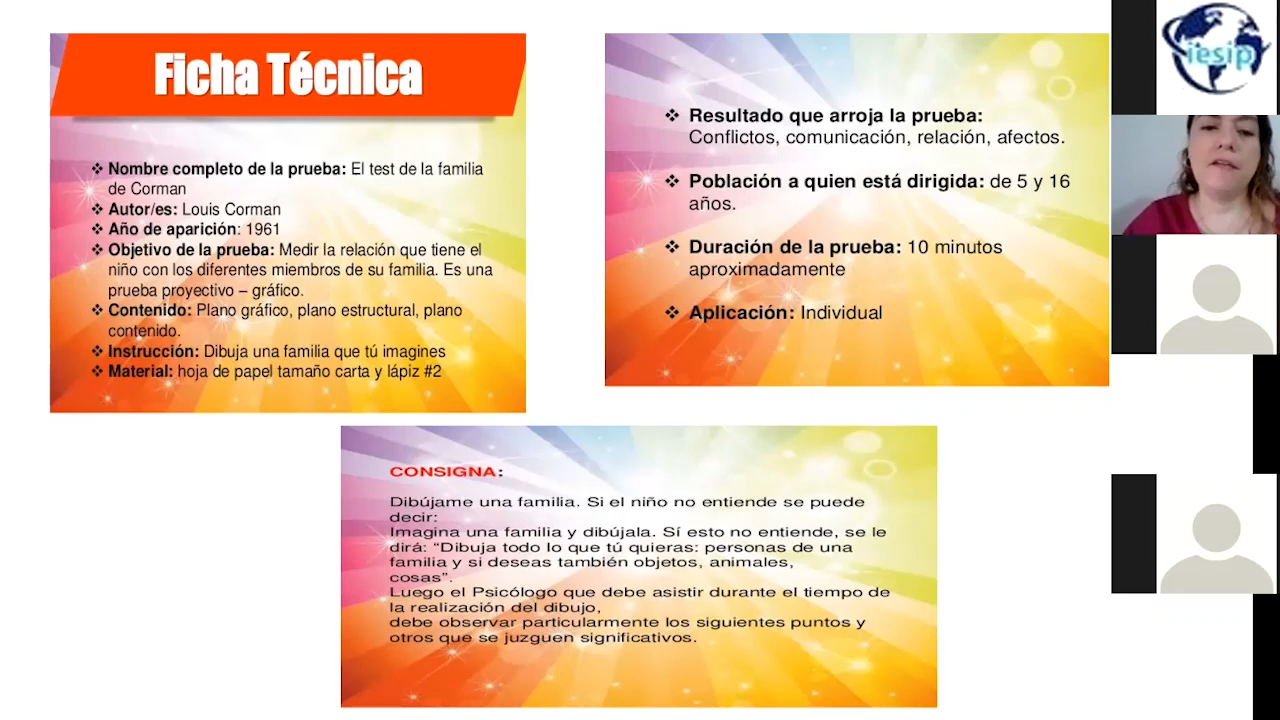 Ficha Técnica
❖ Nombre completo de la prueba: El test de la familia
de Corman
❖ Autor/es: Louis Corman
❖ Año de aparición: 1961
❖ Objetivo de la prueba: Medir la relación que tiene el
niño con los diferentes miembros de su familia. Es una
prueba proyectivo – gráfico.
❖ Contenido: Plano gráfico, plano estructural, plano
contenido.
❖ Instrucción: Dibuja una familia que tú imagines
❖ Material: hoja de papel tamaño carta y lápiz #2
❖ Resultado que arroja la prueba:
Conflictos, comunicación, relación, afectos.
❖ Población a quien está dirigida: de 5 y 16
años.
❖ Duración de la prueba: 10 minutos
aproximadamente
❖ Aplicación: Individual
CONSIGNA:
Dibújame una familia. Si el niño no entiende se puede
decir:
Imagina una familia y dibújala. Sí esto no entiende, se le
dirá: “Dibuja todo lo que tú quieras: personas de una
familia y si deseas también objetos, animales,
cosas”.
Luego el Psicólogo que debe asistir durante el tiempo de
la realización del dibujo,
debe observar particularmente los siguientes puntos y
otros que se juzguen significativos.
iesip